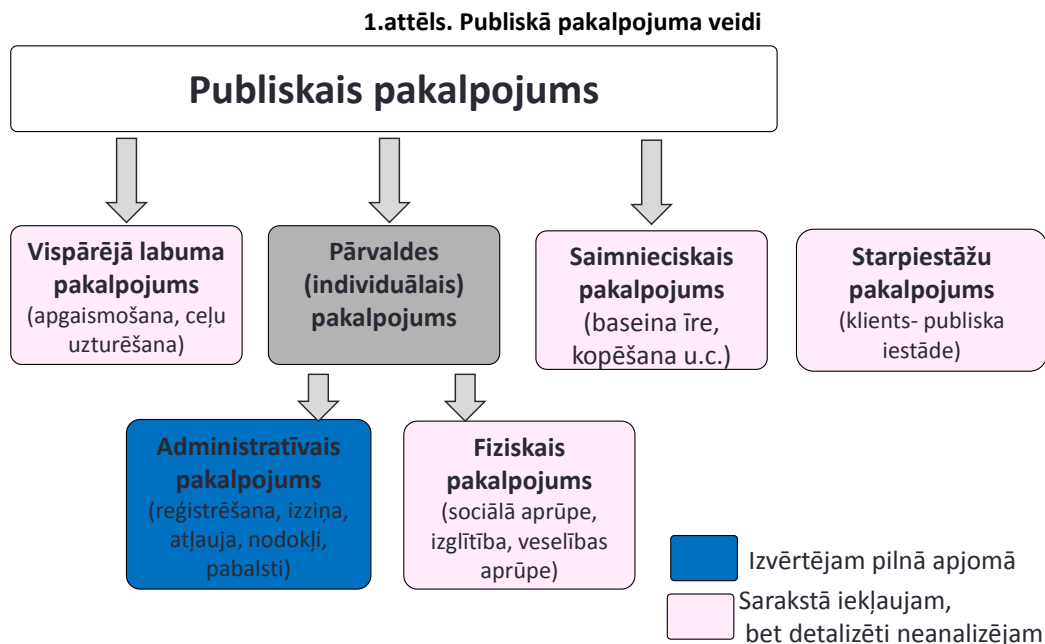 1.attēls. Publiskā pakalpojuma veidi
Publiskais pakalpojums
Vispārējā labuma
pakalpojums
(apgaismošana, ceļu
uzturēšana)
Pārvaldes
(individuālais)
pakalpojums
Saimnieciskais
pakalpojums
(baseina īre,
kopēšana u.c.)
Starpiestāžu
pakalpojums
(klients- publiska
iestāde)
Administratīvais
pakalpojums
(reģistrēšana, izziņa,
atļauja, nodokļi,
pabalsti)
Fiziskais
pakalpojums
(sociālā aprūpe,
izglītība, veselības
aprūpe)
Izvērtējam pilnā apjomā
Sarakstā iekļaujam,
bet detalizēti neanalizējam